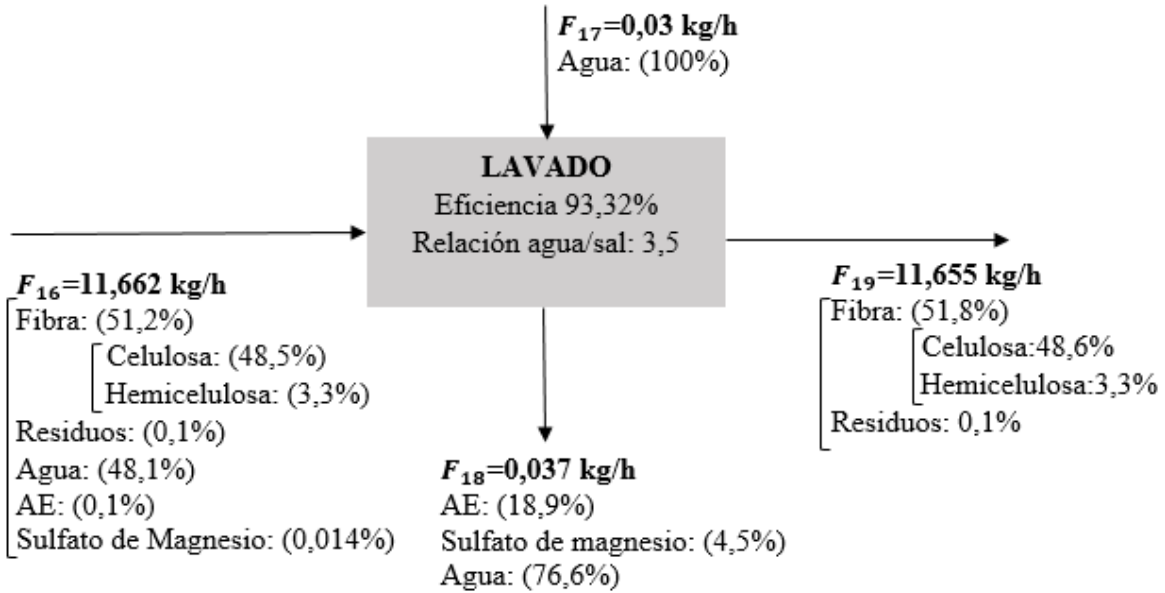 F₁₇=0,03 kg/h
Agua: (100%)
LAVADO
Eficiencia 93,32%
Relación agua/sal: 3,5
F₁₆=11,662 kg/h
Fibra: (51,2%)
Celulosa: (48,5%)
Hemicelulosa: (3,3%)
Residuos: (0,1%)
Agua: (48,1%)
AE: (0,1%)
Sulfato de Magnesio: (0,014%)
F₁₈=0,037 kg/h
AE: (18,9%)
Sulfato de magnesio: (4,5%)
Agua: (76,6%)
F₁₉=11,655 kg/h
Fibra: (51,8%)
Celulosa:48,6%
Hemicelulosa:3,3%
Residuos: 0,1%